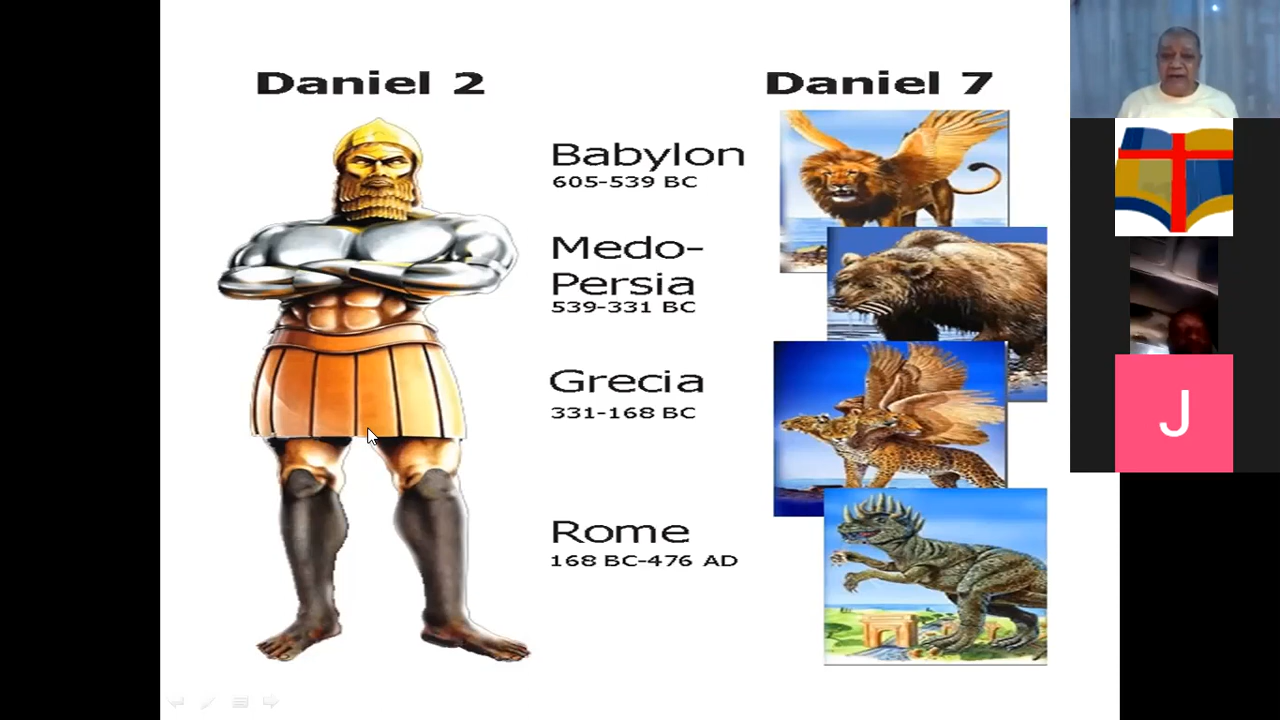 Daniel 2
Daniel 7
Babylon
605-539 BC
Medo-
Persia
539-331 BC
Grecia
331-168 BC
Rome
168 BC-476 AD
J